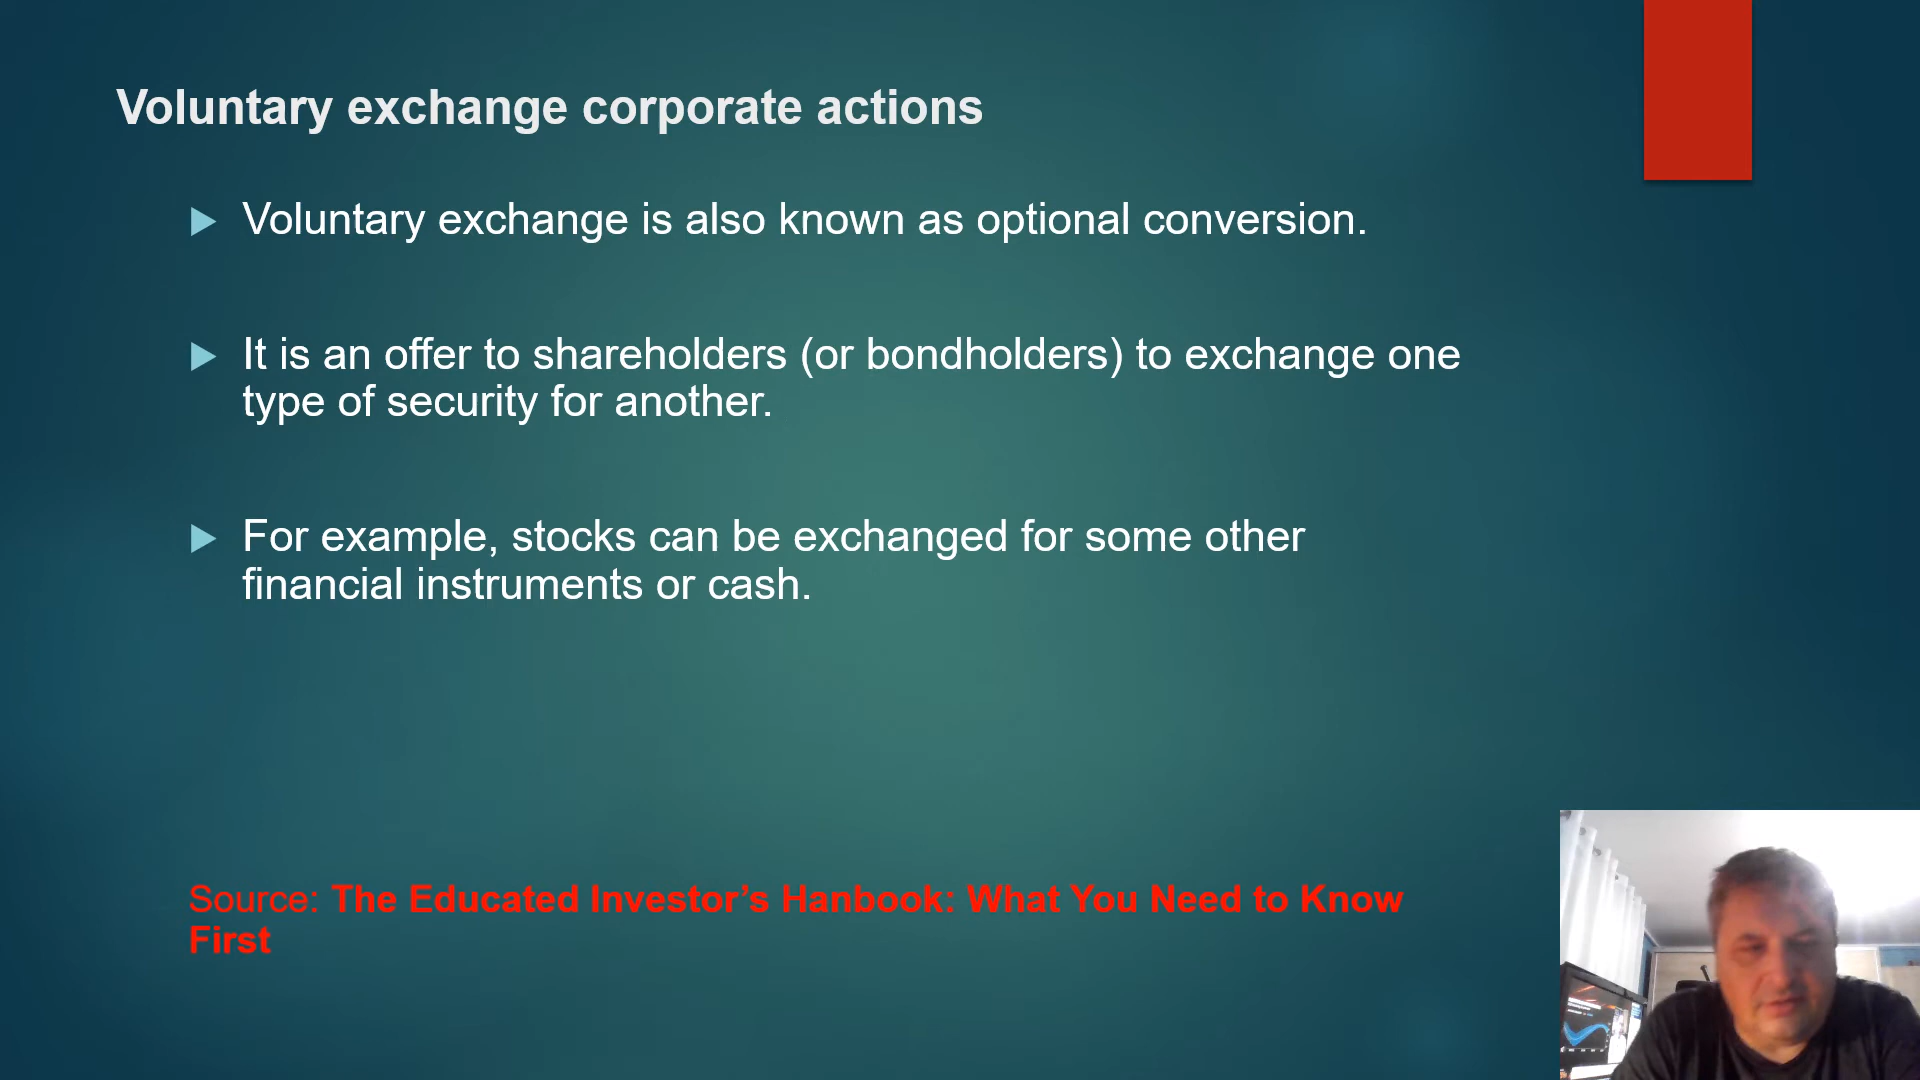 Voluntary exchange corporate actions
Voluntary exchange is also known as optional conversion.
It is an offer to shareholders (or bondholders) to exchange one
type of security for another.
For example, stocks can be exchanged for some other
financial instruments or cash.
Source: The Educated Investor’s Hanbook: What You Need to Know
First